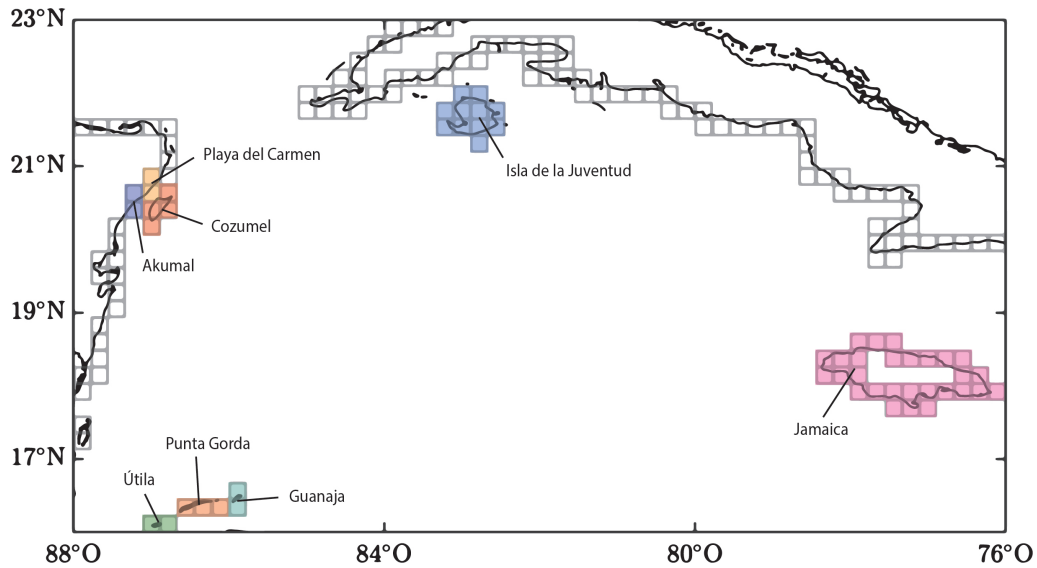 23°N
Playa del Carmen
21°N
Isla de la Juventud
Cozumel
Akumal
19°N
Jamaica
17°N
Punta Gorda
Útila
Guanaja
88°O
84°O
80°O
76°O